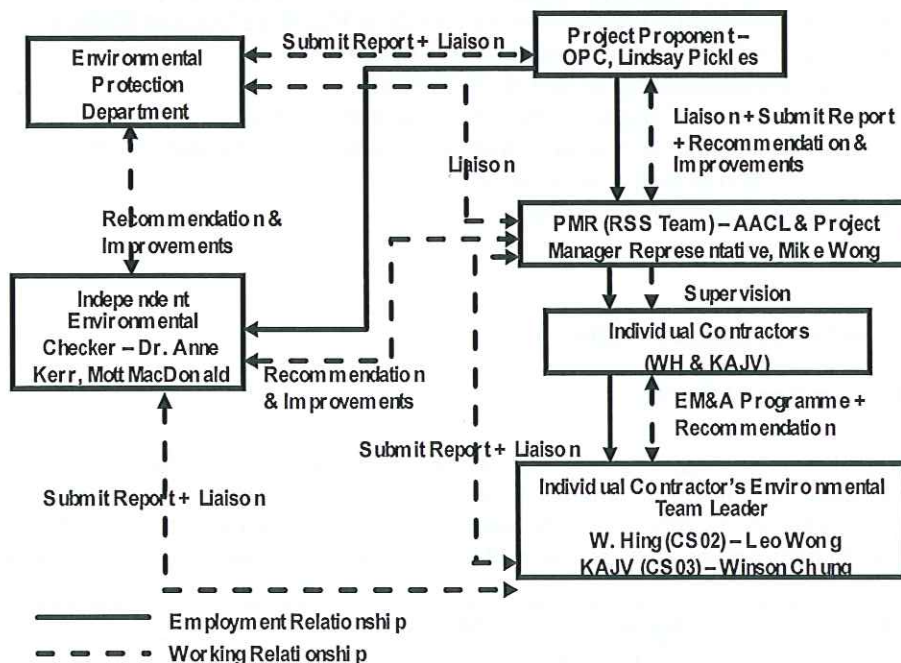 Submit Report + Liaison
Project Proponent –
OPC, Lindsay Pickles
Environmental
Protection
Department
Liaison + Submit Report
+ Recommendation &
Improvements
Liaison
Recommendation &
Improvements
PMR (RSS Team) – AACL & Project
Manager Representative, Mike Wong
Supervision
Independent
Environmental
Checker – Dr. Anne
Kerr, Mott MacDonald
Individual Contractors
(WH & KAJV)
Recommendation
& Improvements
EM&A Programme +
Recommendation
Submit Report + Liaison
Submit Report + Liaison
Individual Contractor's Environmental
Team Leader
W. Hing (CS02) – Leo Wong
KAJV (CS03) – Winson Chung
Employment Relationship
Working Relationship